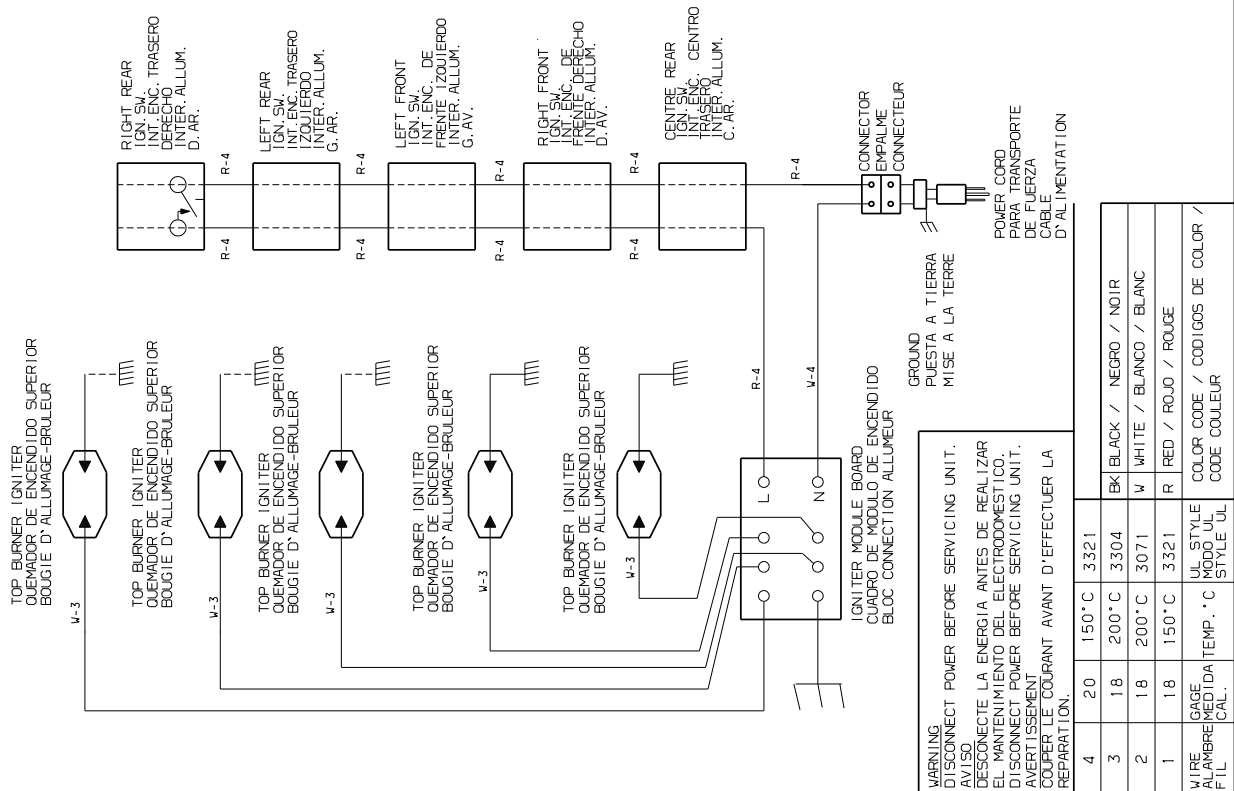 TOP BURNER IGNITER
QUEMADOR DE ENCENDIDO SUPERIOR
BOUGIE D`ALLUMAGE-BRULEUR
W-3
TOP BURNER IGNITER
QUEMADOR DE ENCENDIDO SUPERIOR
BOUGIE D`ALLUMAGE-BRULEUR
W-3
TOP BURNER IGNITER
QUEMADOR DE ENCENDIDO SUPERIOR
BOUGIE D`ALLUMAGE-BRULEUR
W-3
TOP BURNER IGNITER
QUEMADOR DE ENCENDIDO SUPERIOR
BOUGIE D`ALLUMAGE-BRULEUR
W-3
TOP BURNER IGNITER
QUEMADOR DE ENCENDIDO SUPERIOR
BOUGIE D`ALLUMAGE-BRULEUR
W-3
RIGHT REAR
IGN. SW.
INT. ENC. TRASERO
DERECHO
INTER. ALLUM.
D. AR.
R-4
R-4
LEFT REAR
IGN. SW.
INT. ENC. TRASERO
IZQUIERDO
INTER. ALLUM.
G. AR.
R-4
R-4
LEFT FRONT
IGN. SW.
INT. ENC. DE
FRENTE IZQUIERDO
INTER. ALLUM.
G. AV.
R-4
R-4
RIGHT FRONT
IGN. SW.
INT. ENC. DE
FRENTE DERECHO
INTER. ALLUM.
D. AV.
R-4
R-4
CENTRE REAR
IGN. SW.
INT. ENC. CENTRO
TRASERO
INTER. ALLUM.
C. AR.
R-4
R-4
W-4
L
N
IGNITER MODULE BOARD
CUADRO DE MODULO DE ENCENDIDO
BLOC CONNECTION ALLUMEUR
CONNECTOR
EMPALME
CONNECTEUR
GROUND
PUESTA A TIERRA
MISE A LA TERRE
POWER CORD
PARA TRANSPORTE
DE FUERZA
CABLE
D`ALIMENTATION
WARNING
DISCONNECT POWER BEFORE SERVICING UNIT.
AVISO
DESCONECTE LA ENERGIA ANTES DE REALIZAR
EL MANTENIMIENTO DEL ELECTRODOMESTICO.
DISCONNECT POWER BEFORE SERVICING UNIT.
AVERTISSEMENT
COUPER LE COURANT AVANT D'EFFECTUER LA
REPARATION.
4 20 150°C 3321
3 18 200°C 3304 BK BLACK / NEGRO / NOIR
2 18 200°C 3071 W WHITE / BLANCO / BLANC
1 18 150°C 3321 R RED / ROJO / ROUGE
WIRE
ALAMBRE
FIL
GAGE
MEDIDA
CAL.
TEMP.°C
UL STYLE
MODO UL
STYLE UL
COLOR CODE / CODIGOS DE COLOR /
CODE COULEUR